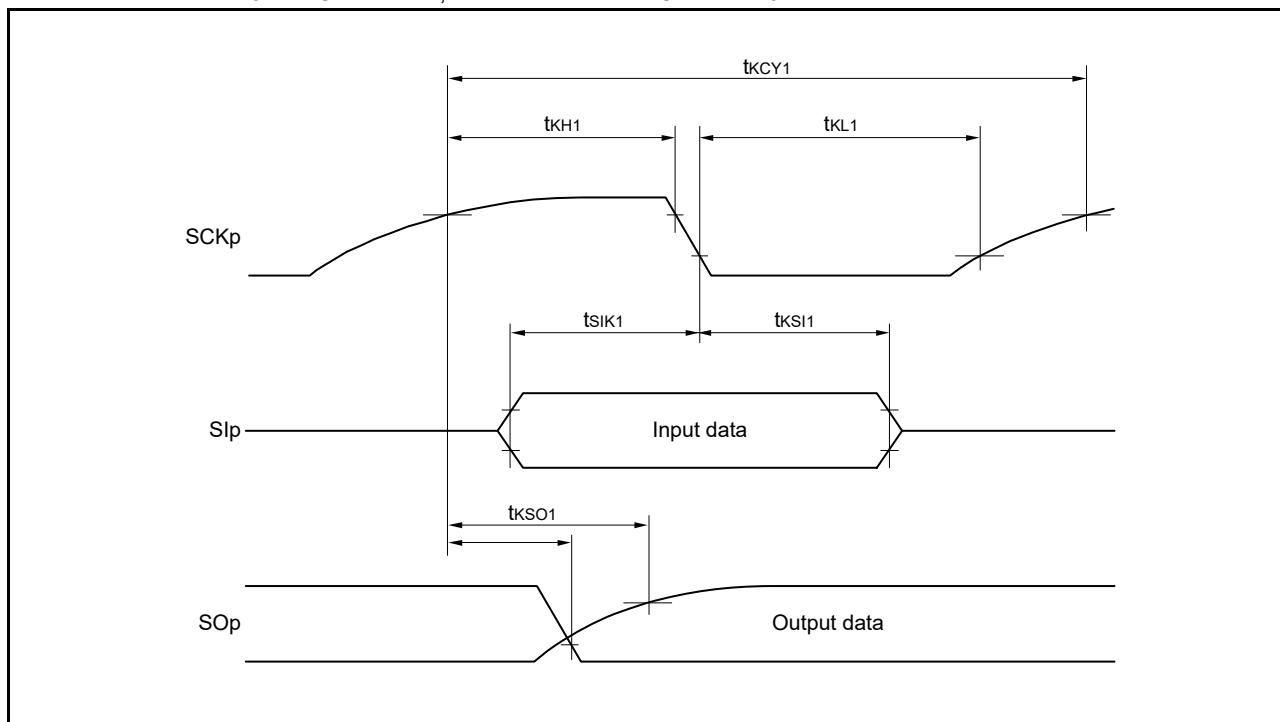 tKCY1
tKH1
tKL1
SCKp
tSIK1
tKSI1
SIp
Input data
tKSO1
SOp
Output data